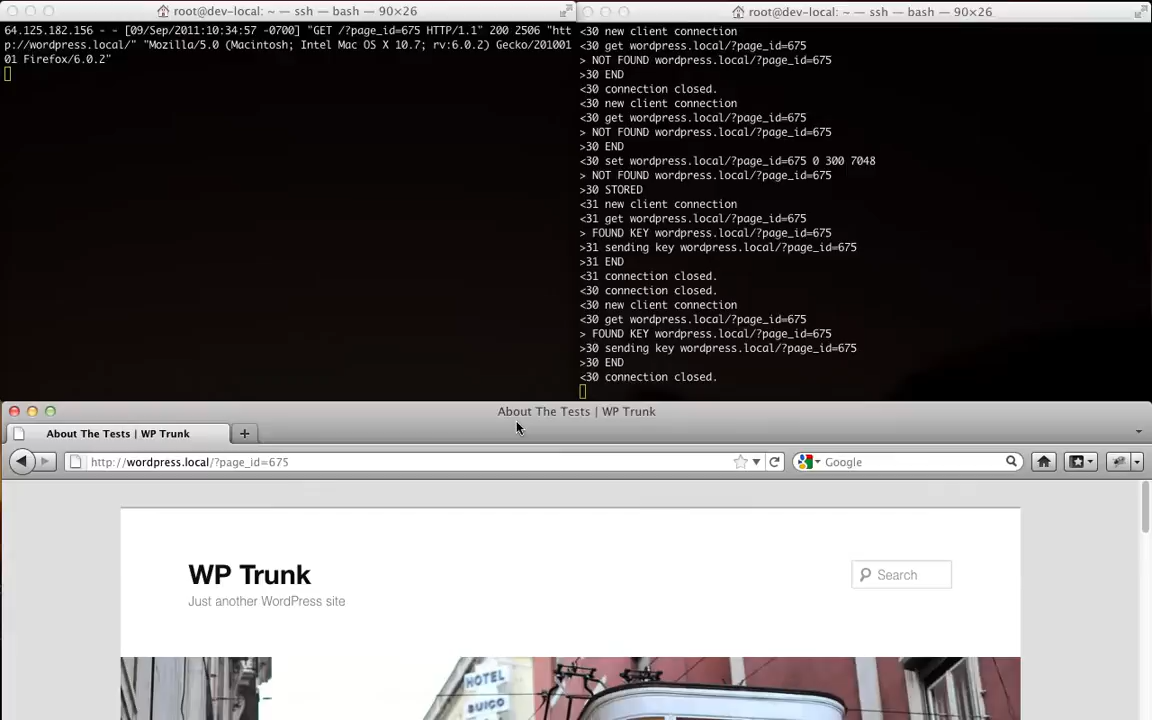 root@dev-local: ~ — ssh — bash — 90×26
64.125.182.156 - - [09/Sep/2011:10:34:57 -0700] "GET /?page_id=675 HTTP/1.1" 200 2506 "htt
p://wordpress.local/" "Mozilla/5.0 (Macintosh; Intel Mac OS X 10.7; rv:6.0.2) Gecko/201001
01 Firefox/6.0.2"
root@dev-local: ~ — ssh — bash — 90×26
<30 new client connection
<30 get wordpress.local/?page_id=675
> NOT FOUND wordpress.local/?page_id=675
>30 END
<30 connection closed.
<30 new client connection
<30 get wordpress.local/?page_id=675
> NOT FOUND wordpress.local/?page_id=675
>30 END
<30 set wordpress.local/?page_id=675 0 300 7048
> NOT FOUND wordpress.local/?page_id=675
>30 STORED
<31 new client connection
<31 get wordpress.local/?page_id=675
> FOUND KEY wordpress.local/?page_id=675
>31 sending key wordpress.local/?page_id=675
>31 END
<31 connection closed.
<30 connection closed.
<30 new client connection
<30 get wordpress.local/?page_id=675
> FOUND KEY wordpress.local/?page_id=675
>30 sending key wordpress.local/?page_id=675
>30 END
<30 connection closed.
About The Tests | WP Trunk
About The Tests | WP Trunk
http://wordpress.local/?page_id=675
Google
WP Trunk
Search
Just another WordPress site
HOTEL
SUIÇO